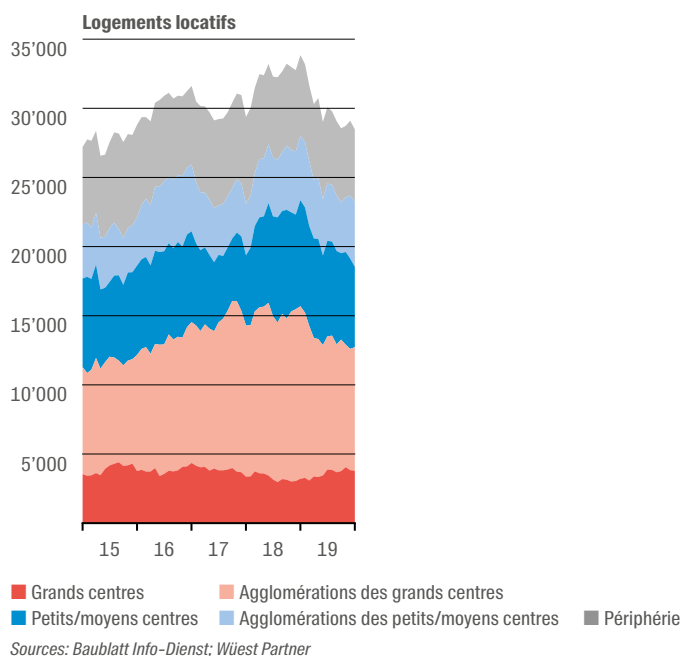 Logements locatifs
35’000
30’000
25’000
20’000
15’000
10’000
5’000
15 16 17 18 19
Grands centres Agglomérations des grands centres
Petits/moyens centres Agglomérations des petits/moyens centres Périphérie
Sources: Baublatt Info-Dienst; Wüest Partner